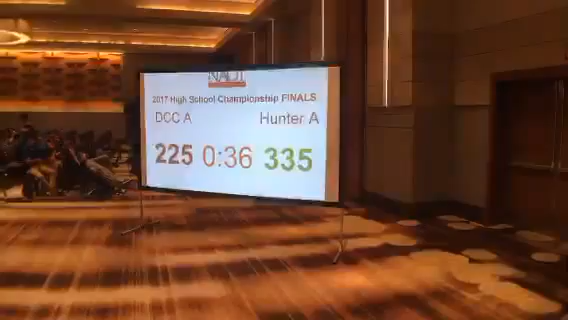 NAQT
2017 High School Championship FINALS
DCC A Hunter A
225 0:36 335